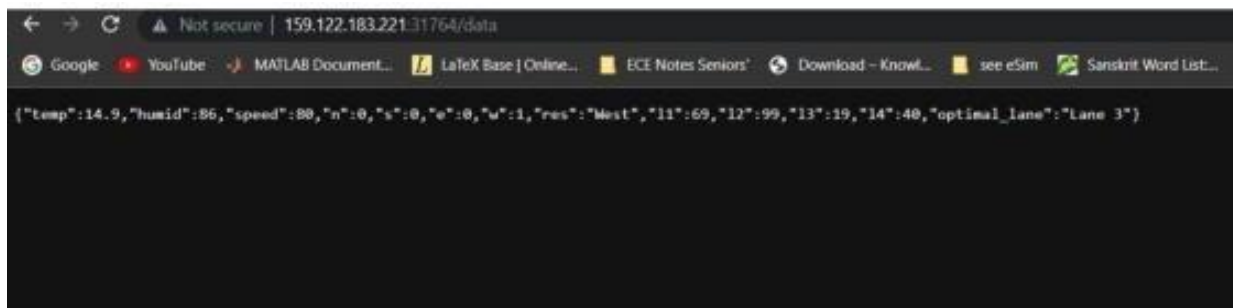 Not secure | 159.122.183.221:31764/data
Google YouTube MATLAB Document... LaTeX Base | Online... ECE Notes Seniors' Download – Knowl... see eSim Sanskrit Word List:...
{"temp":14.9,"humid":86,"speed":80,"n":0,"s":0,"e":0,"w":1,"res":"West","l1":69,"l2":99,"l3":19,"l4":40,"optimal_lane":"Lane 3"}